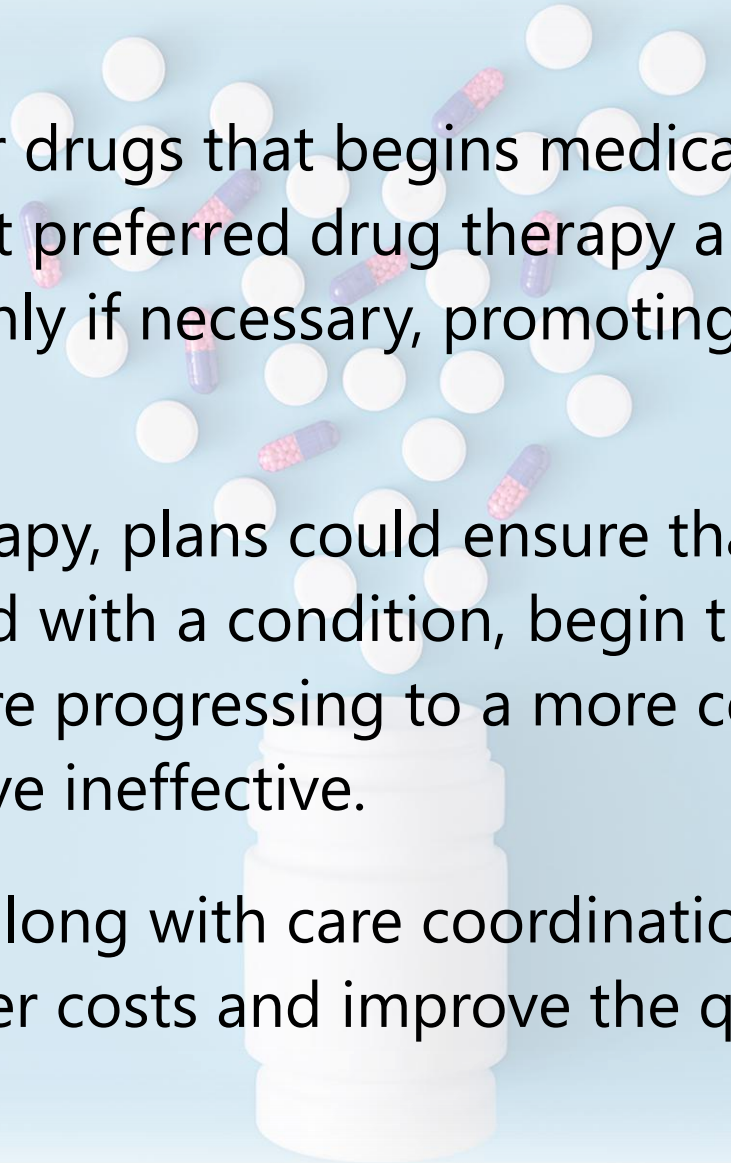 r drugs that begins medica
t preferred drug therapy a
nly if necessary, promoting
apy, plans could ensure tha
d with a condition, begin t
re progressing to a more c
ve ineffective.
long with care coordinatio
er costs and improve the q